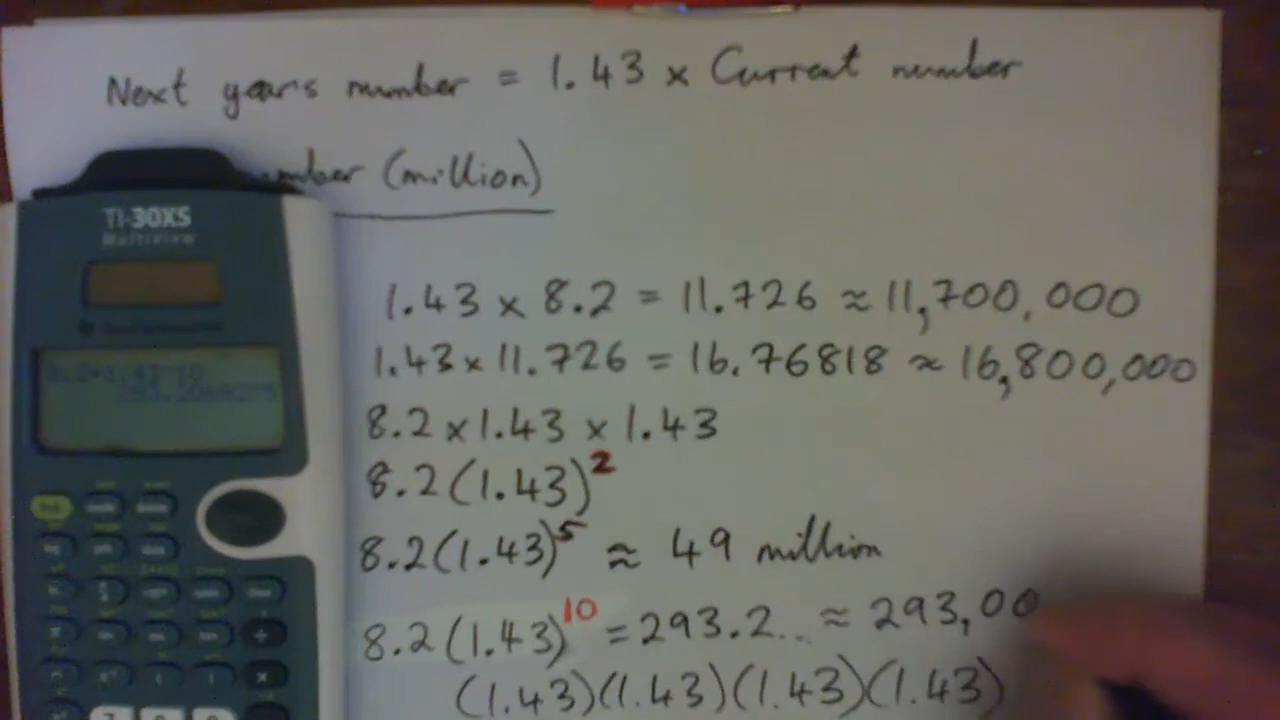 Next year's number = 1.43 × Current number
(million)
TI-30XS
MultiView
1.43 × 8.2 = 11.726 ≈ 11,700,000
1.43 × 11.726 = 16.76818 ≈ 16,800,000
8.2 × 1.43 × 1.43
8.2(1.43)²
8.2(1.43)⁵ ≈ 49 million
8.2(1.43)¹⁰ = 293.2... ≈ 293,00
(1.43)(1.43)(1.43)(1.43)